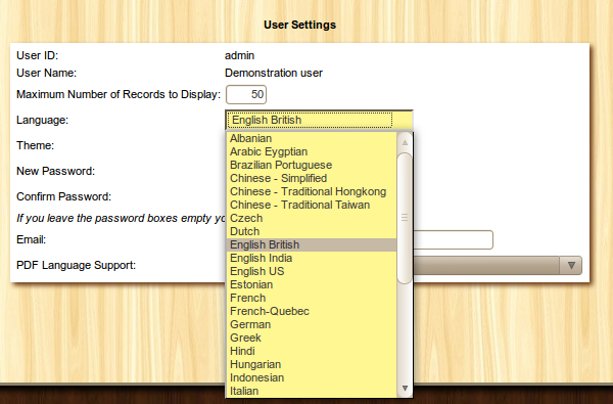 User Settings
User ID: admin
User Name: Demonstration user
Maximum Number of Records to Display: 50
Language: English British
Albanian
Theme:
Arabic Eygptian
Brazilian Portuguese
New Password:
Chinese - Simplified
Chinese - Traditional Hongkong
Confirm Password:
Chinese - Traditional Taiwan
If you leave the password boxes empty
Czech
Dutch
Email:
English British
English India
PDF Language Support:
English US
Estonian
French
French-Quebec
German
Greek
Hindi
Hungarian
Indonesian
Italian